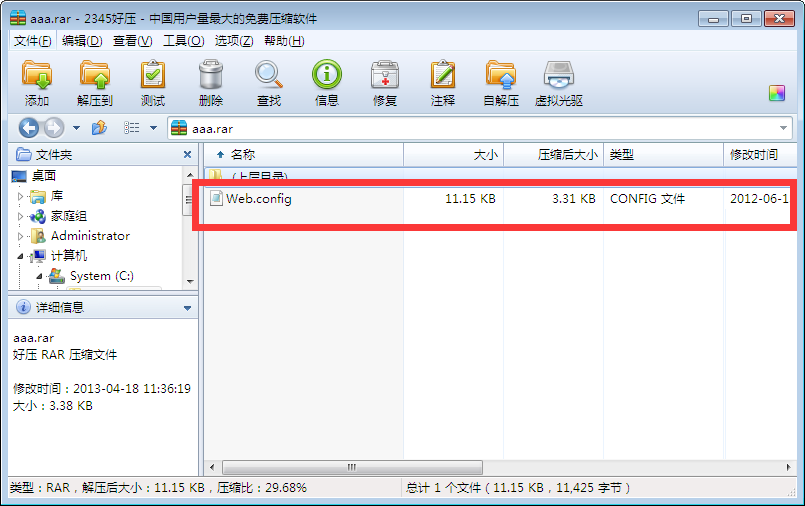 aaa.rar - 2345好压 - 中国用户量最大的免费压缩软件
文件(F) 编辑(D) 查看(V) 工具(O) 选项(Z) 帮助(H)
添加 解压到 测试 删除 查找 信息 修复 注释 自解压 虚拟光驱
aaa.rar
文件夹
名称 大小 压缩后大小 类型 修改时间
(上层目录)
Web.config 11.15 KB 3.31 KB CONFIG 文件 2012-06-1
桌面
库
家庭组
Administrator
计算机
System (C:)
详细信息
aaa.rar
好压 RAR 压缩文件
修改时间：2013-04-18 11:36:19
大小：3.38 KB
类型：RAR，解压后大小：11.15 KB，压缩比：29.68%
总计 1 个文件（11.15 KB，11,425 字节）